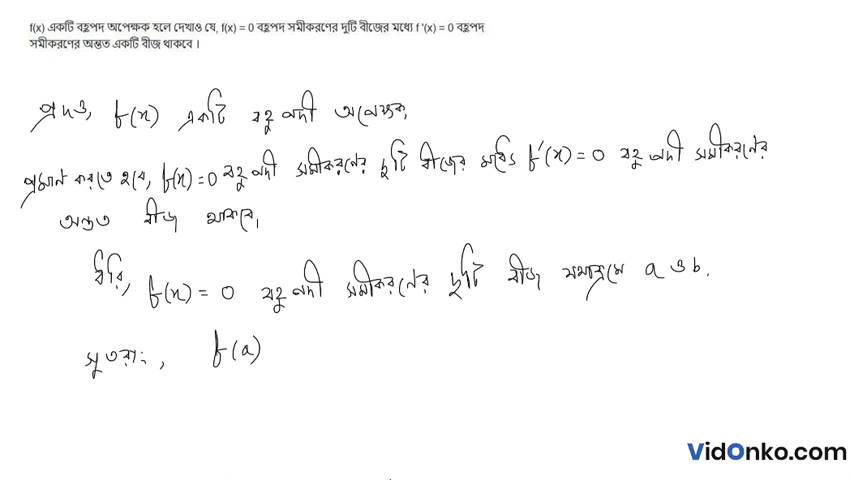 f(x) একটি বহুপদ অপেক্ষক হলে দেখাও যে, f(x) = 0 বহুপদ সমীকরণের দুটি বীজের মধ্যে f '(x) = 0 বহুপদ
সমীকরণের অন্তত একটি বীজ থাকবে ।
প্রদত্ত, f(x) একটি বহুপদী অপেক্ষক,
প্রমাণ করতে হবে, f(x) = 0 বহুপদী সমীকরণের দুটি বীজের মধ্যে f'(x) = 0 বহুপদী সমীকরণের
অন্তত বীজ থাকবে।
ধরি, f(x) = 0 বহুপদী সমীকরণের দুটি বীজ যথাক্রমে a ও b.
সুতরাং, f(a)
VidOnko.com